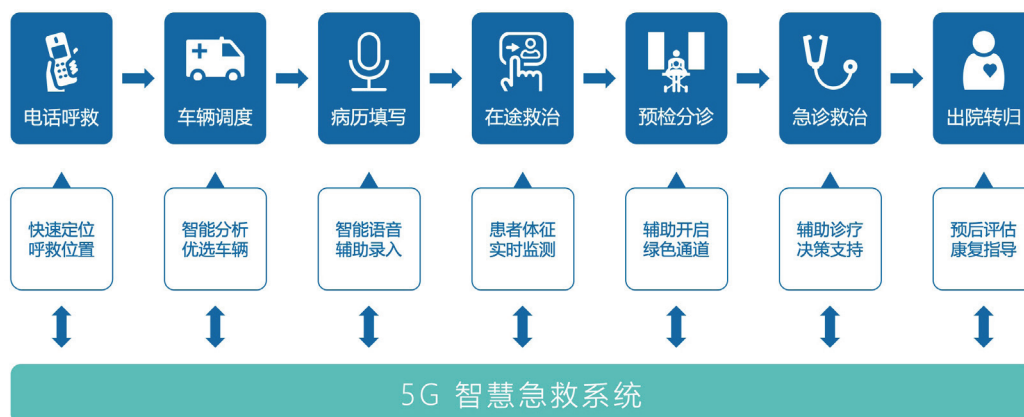 电话呼救
车辆调度
病历填写
在途救治
预检分诊
急诊救治
出院转归
快速定位
呼救位置
智能分析
优选车辆
智能语音
辅助录入
患者体征
实时监测
辅助开启
绿色通道
辅助诊疗
决策支持
预后评估
康复指导
5G 智慧急救系统